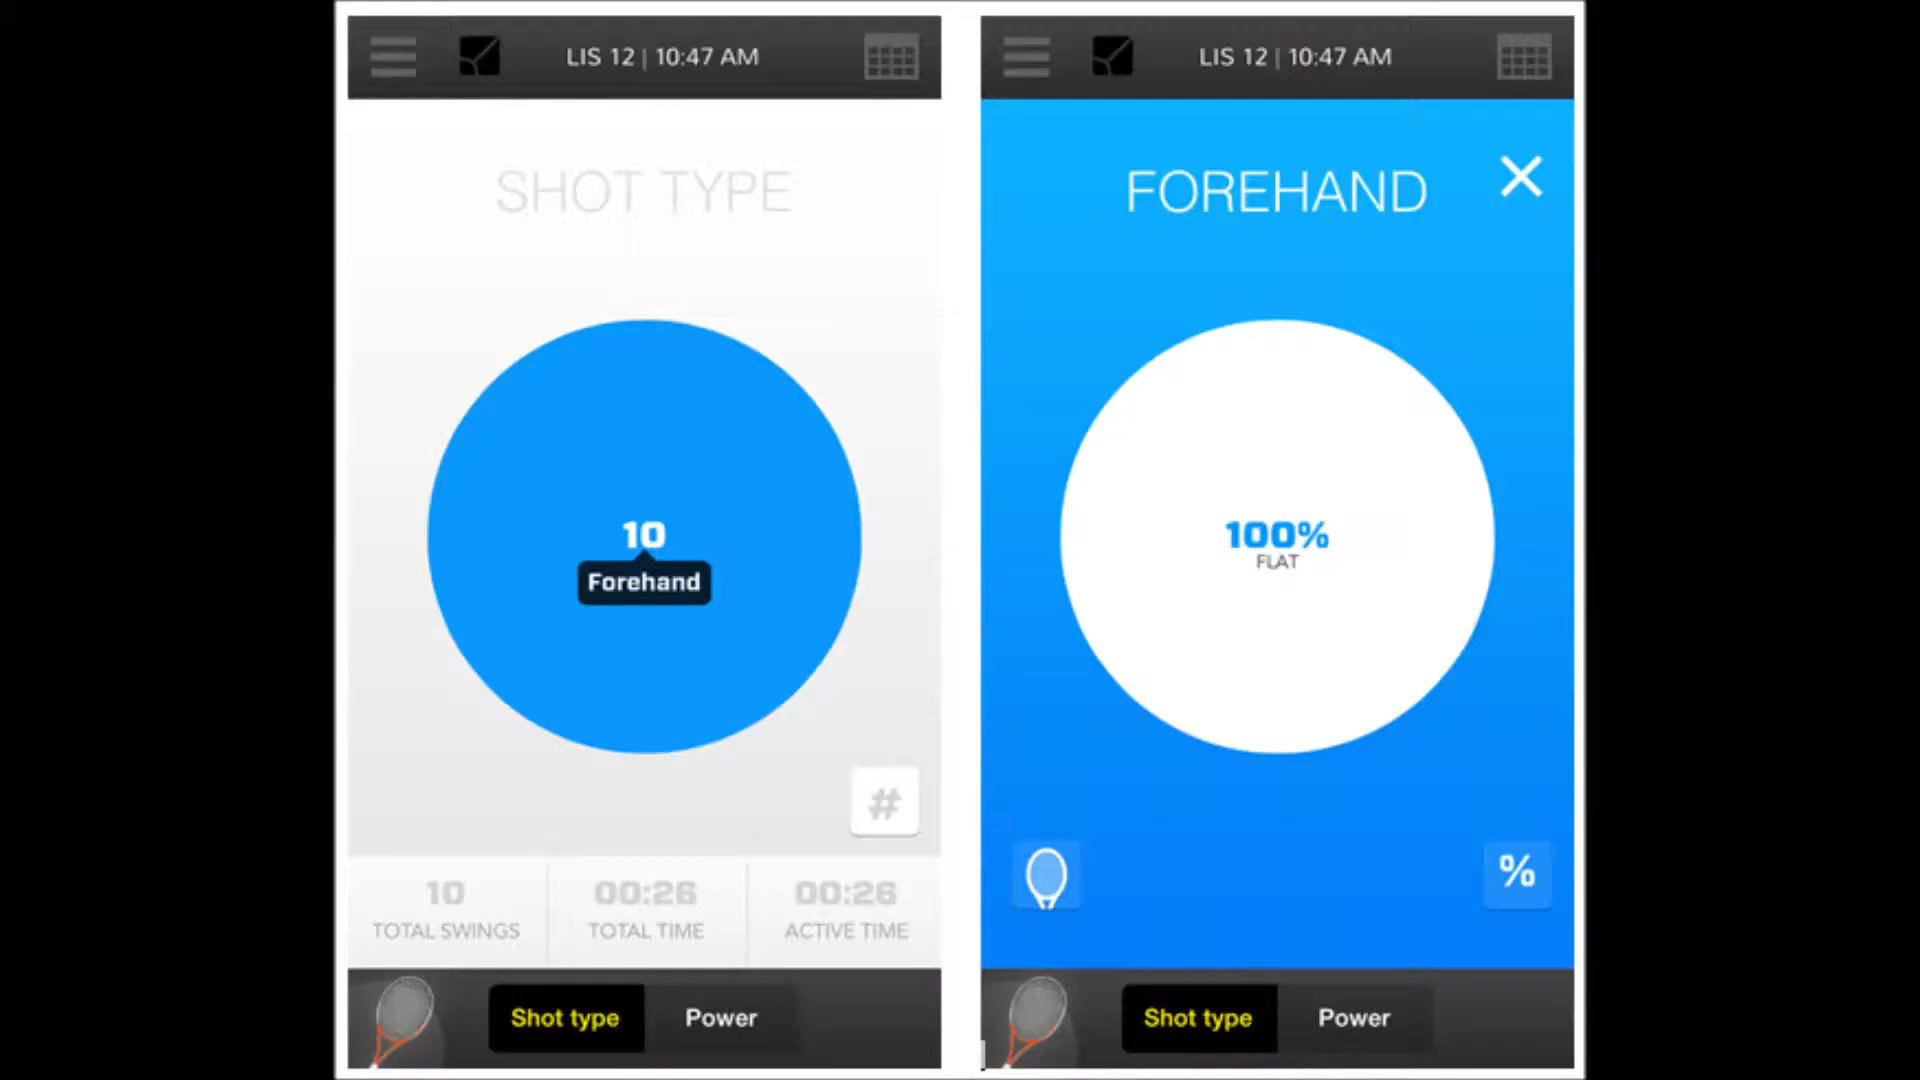 LIS 12 | 10:47 AM
SHOT TYPE
10
Forehand
#
10
TOTAL SWINGS
00:26
TOTAL TIME
00:26
ACTIVE TIME
Shot type
Power
LIS 12 | 10:47 AM
FOREHAND
100%
FLAT
%
Shot type
Power